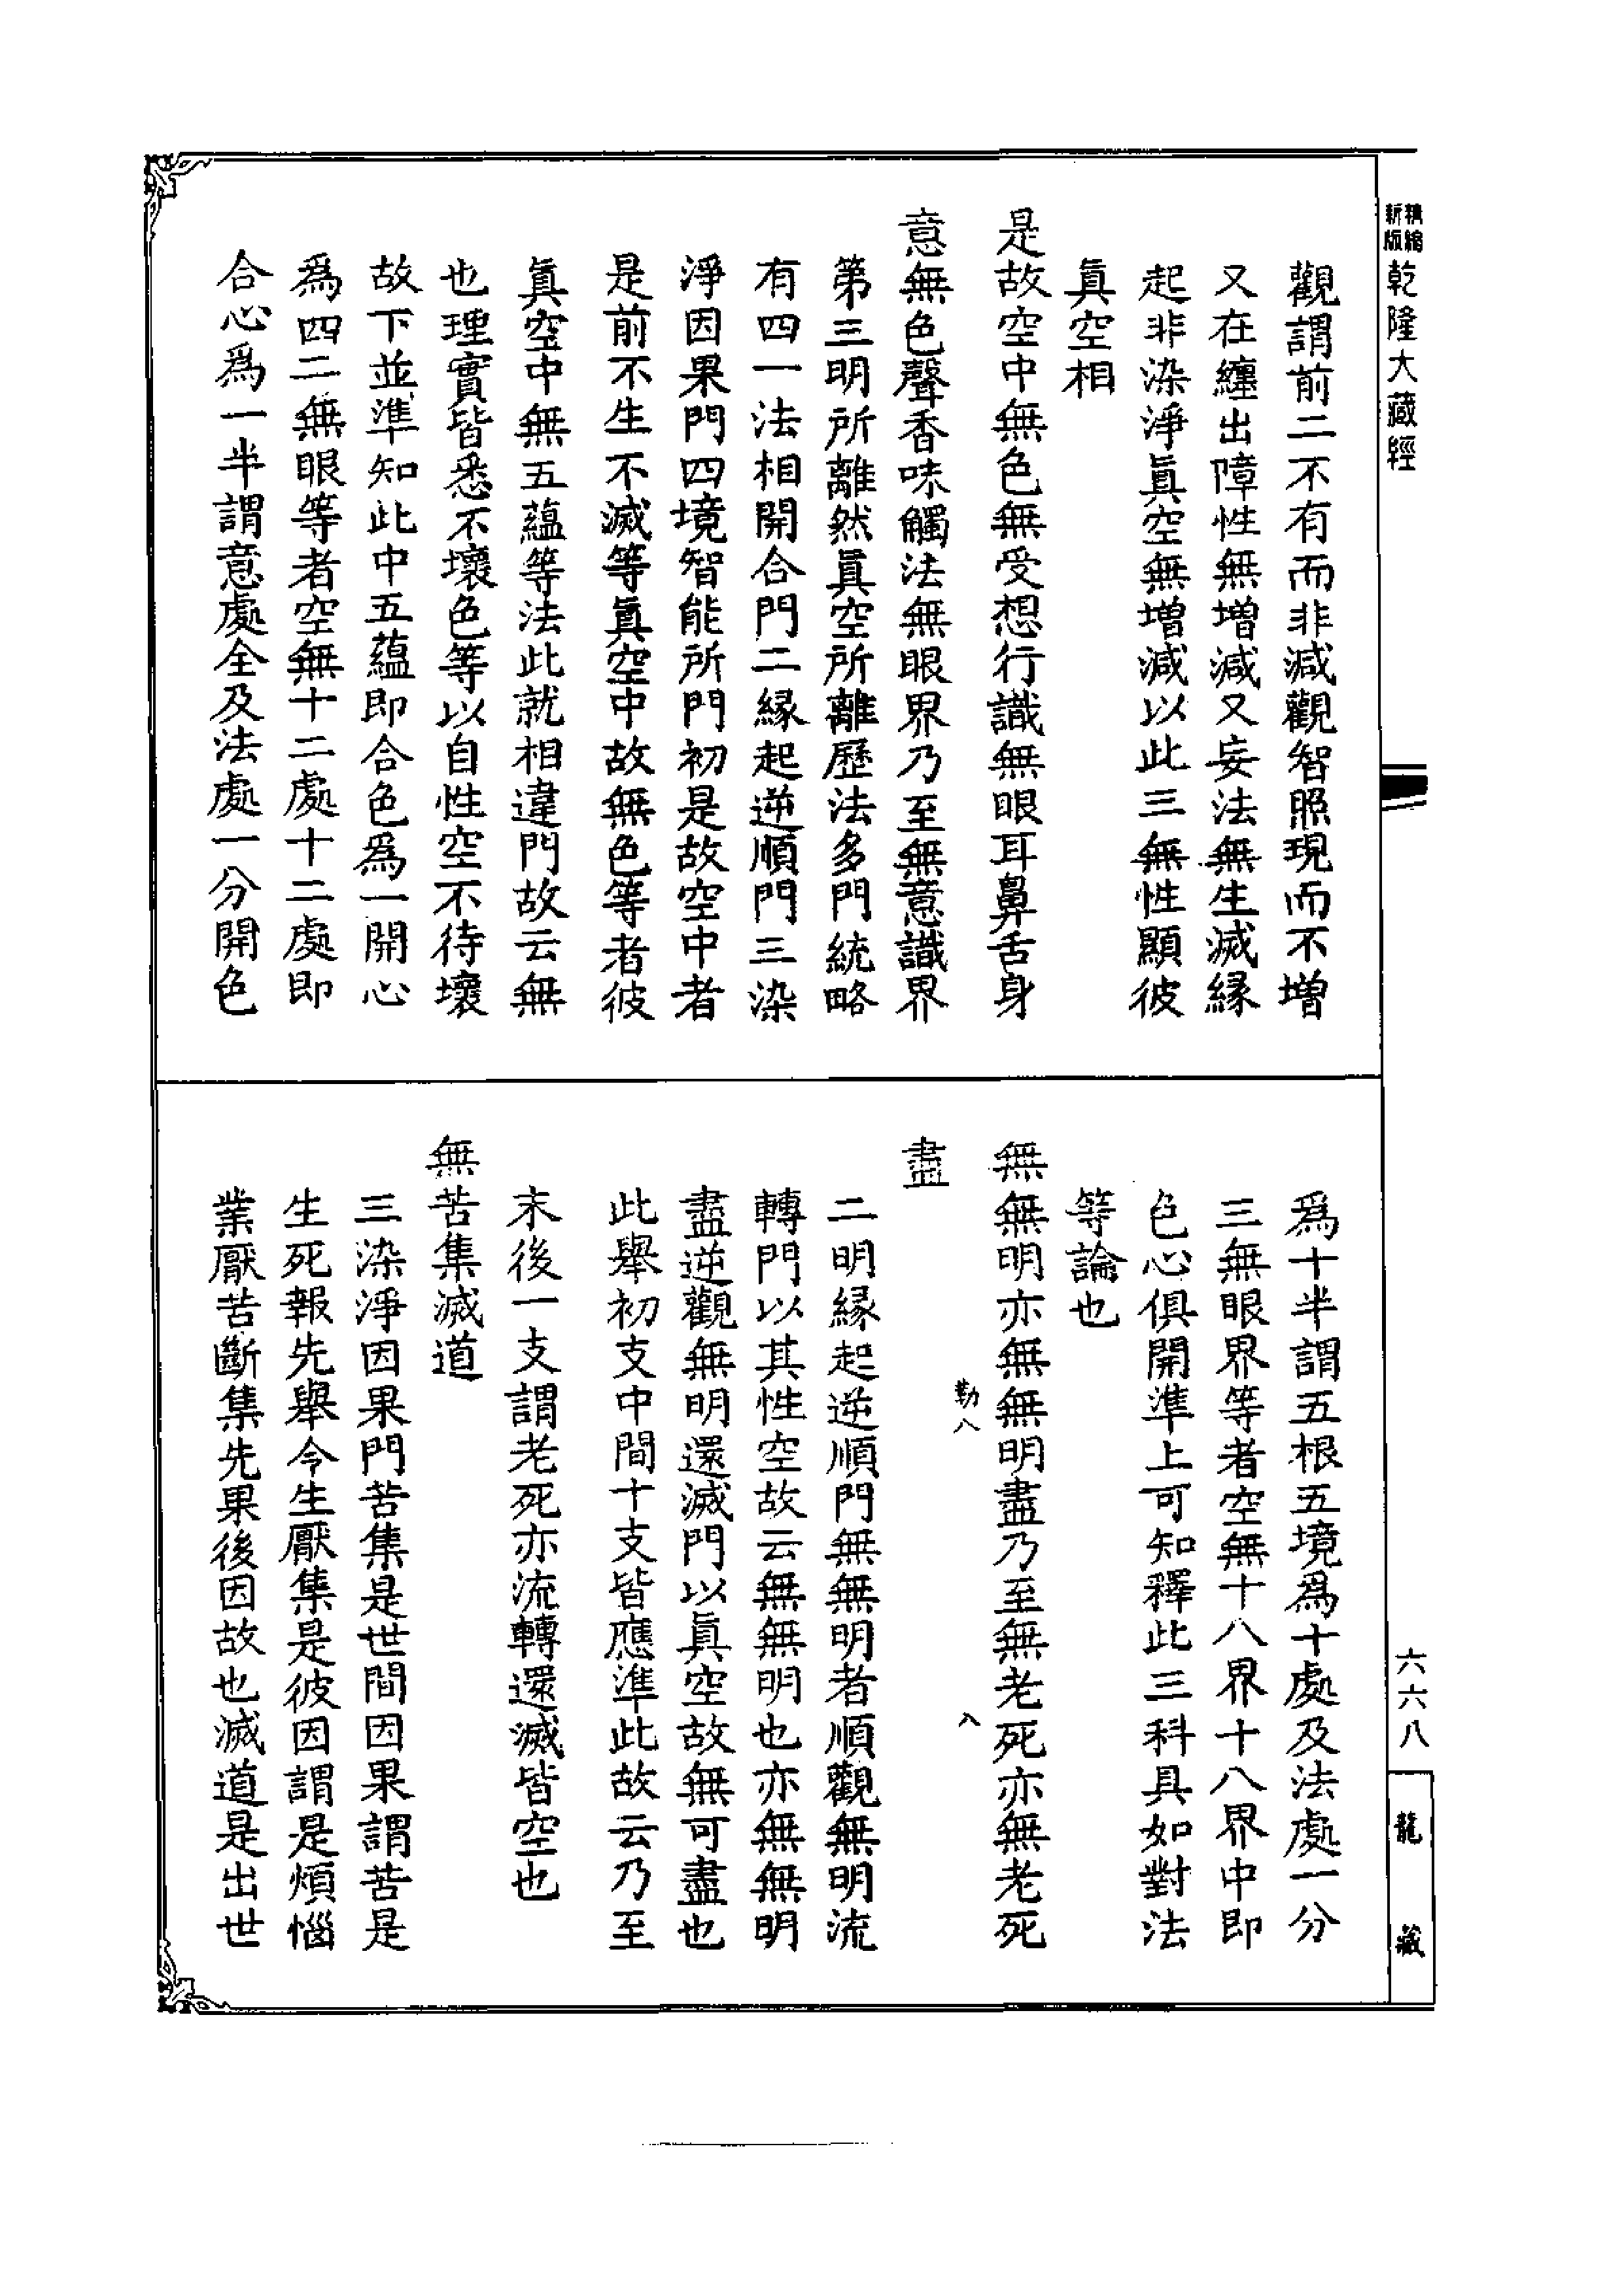 精縮
新版
乾隆大藏經
觀謂前二不有而非減觀智照現而不增
又在纏出障性無增減又妄法無生滅緣
起非染淨眞空無增減以此三無性顯彼
眞空相
是故空中無色無受想行識無眼耳鼻舌身
意無色聲香味觸法無眼界乃至無意識界
第三明所離然眞空所離歷法多門統略
有四一法相開合門二緣起逆順門三染
淨因果門四境智能所門初是故空中者
是前不生不滅等眞空中故無色等者彼
眞空中無五蘊等法此就相違門故云無
也理實皆悉不壞色等以自性空不待壞
故下並準知此中五蘊即合色爲一開心
爲四二無眼等者空無十二處十二處即
合心爲一半謂意處全及法處一分開色
爲十半謂五根五境爲十處及法處一分
三無眼界等者空無十八界十八界中即
色心俱開準上可知釋此三科具如對法
等論也
無無明亦無無明盡乃至無老死亦無老死
勤八
八
盡
二明緣起逆順門無無明者順觀無明流
轉門以其性空故云無無明也亦無無明
盡逆觀無明還滅門以眞空故無可盡也
此舉初支中間十支皆應準此故云乃至
末後一支謂老死亦流轉還滅皆空也
無苦集滅道
三染淨因果門苦集是世間因果謂苦是
生死報先舉令生厭集是彼因謂是煩惱
業厭苦斷集先果後因故也滅道是出世
六六八
龍藏